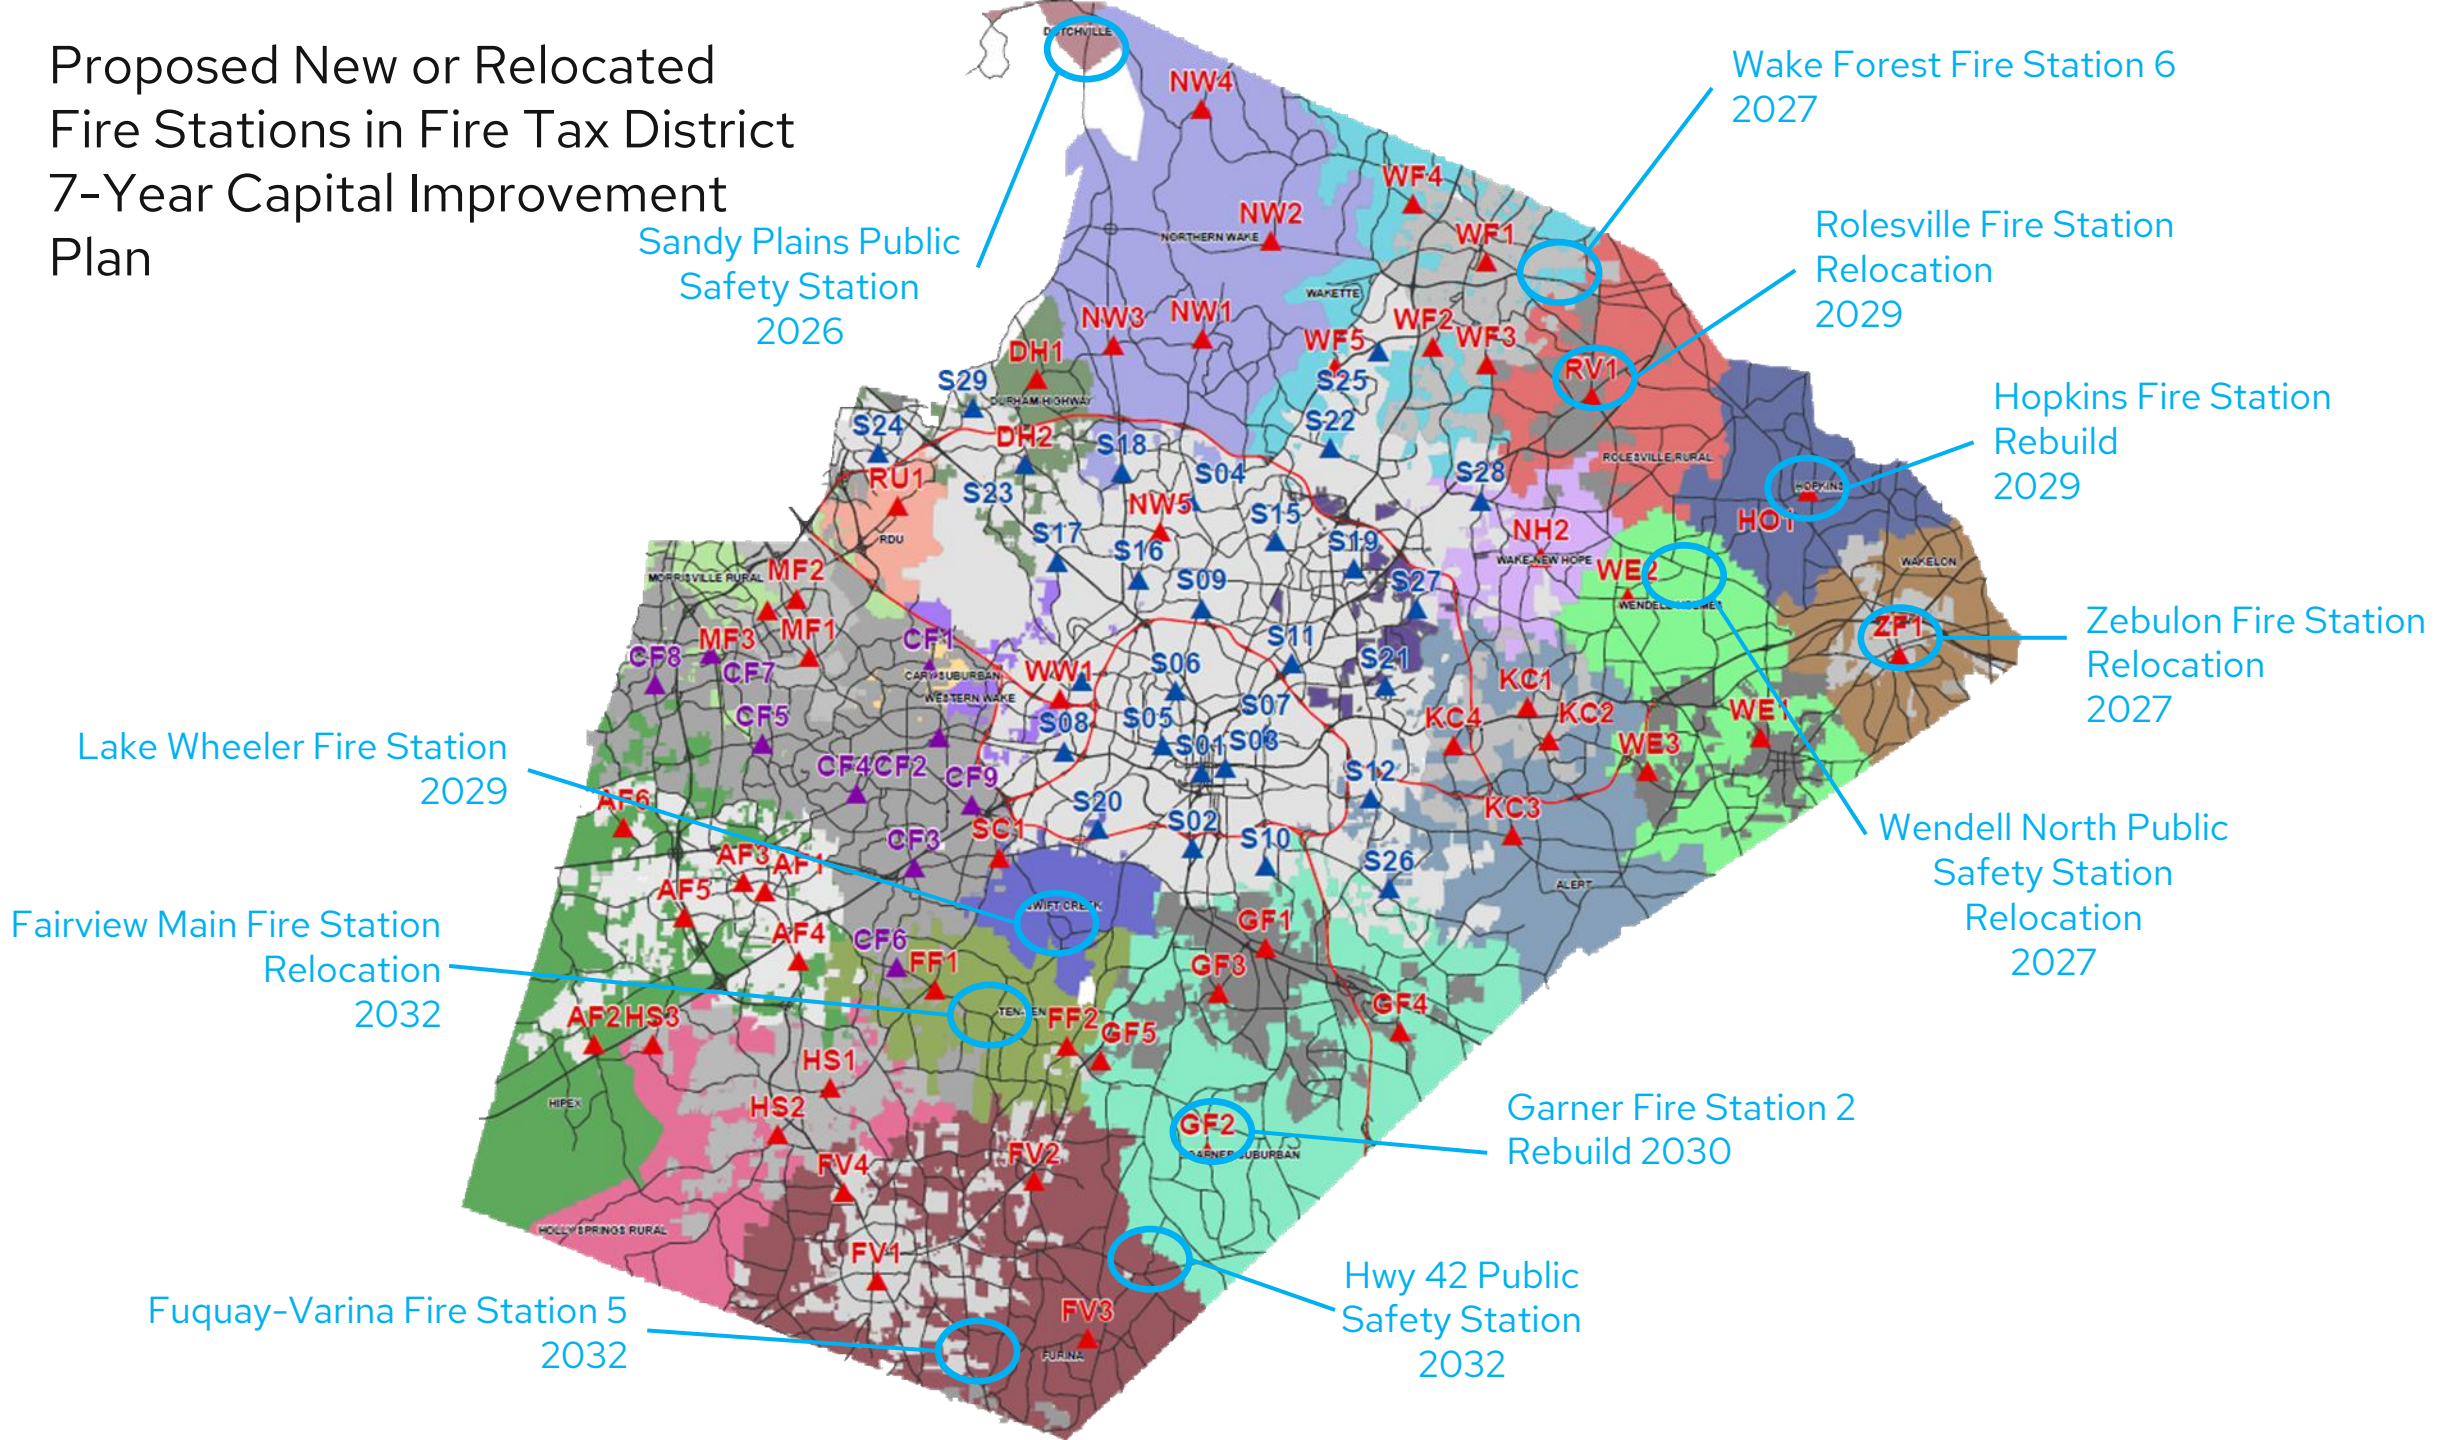 Proposed New or Relocated
Fire Stations in Fire Tax District
7-Year Capital Improvement
Plan
Sandy Plains Public
Safety Station
2026
Wake Forest Fire Station 6
2027
Rolesville Fire Station
Relocation
2029
Hopkins Fire Station
Rebuild
2029
Zebulon Fire Station
Relocation
2027
Wendell North Public
Safety Station
Relocation
2027
Garner Fire Station 2
Rebuild 2030
Hwy 42 Public
Safety Station
2032
Lake Wheeler Fire Station
2029
Fairview Main Fire Station
Relocation
2032
Fuquay-Varina Fire Station 5
2032
DUTCHVILLE
NW4
WF4
NW2
NORTHERN WAKE
WF1
WAKETTE
NW3
NW1
WF2
WF5
WF3
DH1
RV1
S29
S25
DURHAM HIGHWAY
S24
DH2
S22
S18
ROLESVILLE RURAL
RU1
S04
S28
HOPKINS
S23
NW5
S15
HO1
S17
NH2
RDU
S16
S19
WAKE-NEW HOPE
WAKELON
MORRISVILLE RURAL
MF2
S09
S27
WE2
WENDELL HOLMES
MF3
MF1
CF1
S11
ZF1
CF8
CF7
CARY SUBURBAN
WW1
S06
S21
KC1
WESTERN WAKE
CF5
S08
S05
S07
KC4
KC2
WE1
S01
S03
WE3
CF4
CF2
CF9
S12
AF6
S20
KC3
SC1
S02
S10
CF3
AF3
AF1
S26
ALERT
AF5
SWIFT CREEK
GF1
AF4
CF6
FF1
GF3
GF4
AF2
HS3
TEN-TEN
FF2
GF5
HS1
HIPEX
HS2
GF2
GARNER SUBURBAN
FV4
FV2
HOLLY SPRINGS RURAL
FV1
FV3
FURINA